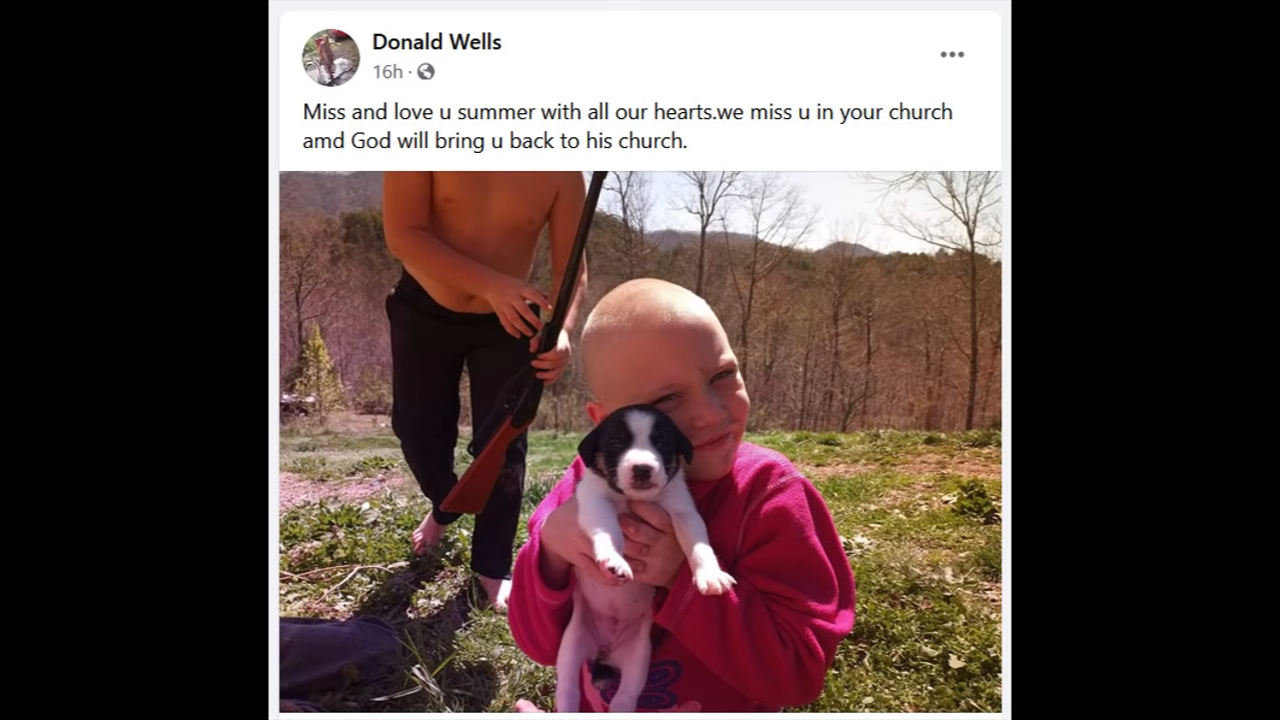 Donald Wells
16h ·
Miss and love u summer with all our hearts.we miss u in your church
amd God will bring u back to his church.